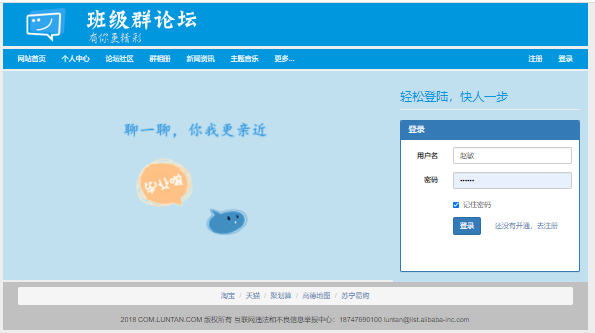 班级群论坛
有你更精彩
网站首页 个人中心 论坛社区 群相册 新闻资讯 主题音乐 更多... 注册 登录
轻松登陆，快人一步
聊一聊，你我更亲近
登录
用户名 赵敏
密码 ••••••
记住密码
登录 还没有开通，去注册
淘宝 / 天猫 / 聚划算 / 高德地图 / 苏宁易购
2018 COM.LUNTAN.COM 版权所有 互联网违法和不良信息举报中心：18747690100 luntan@list.alibaba-inc.com